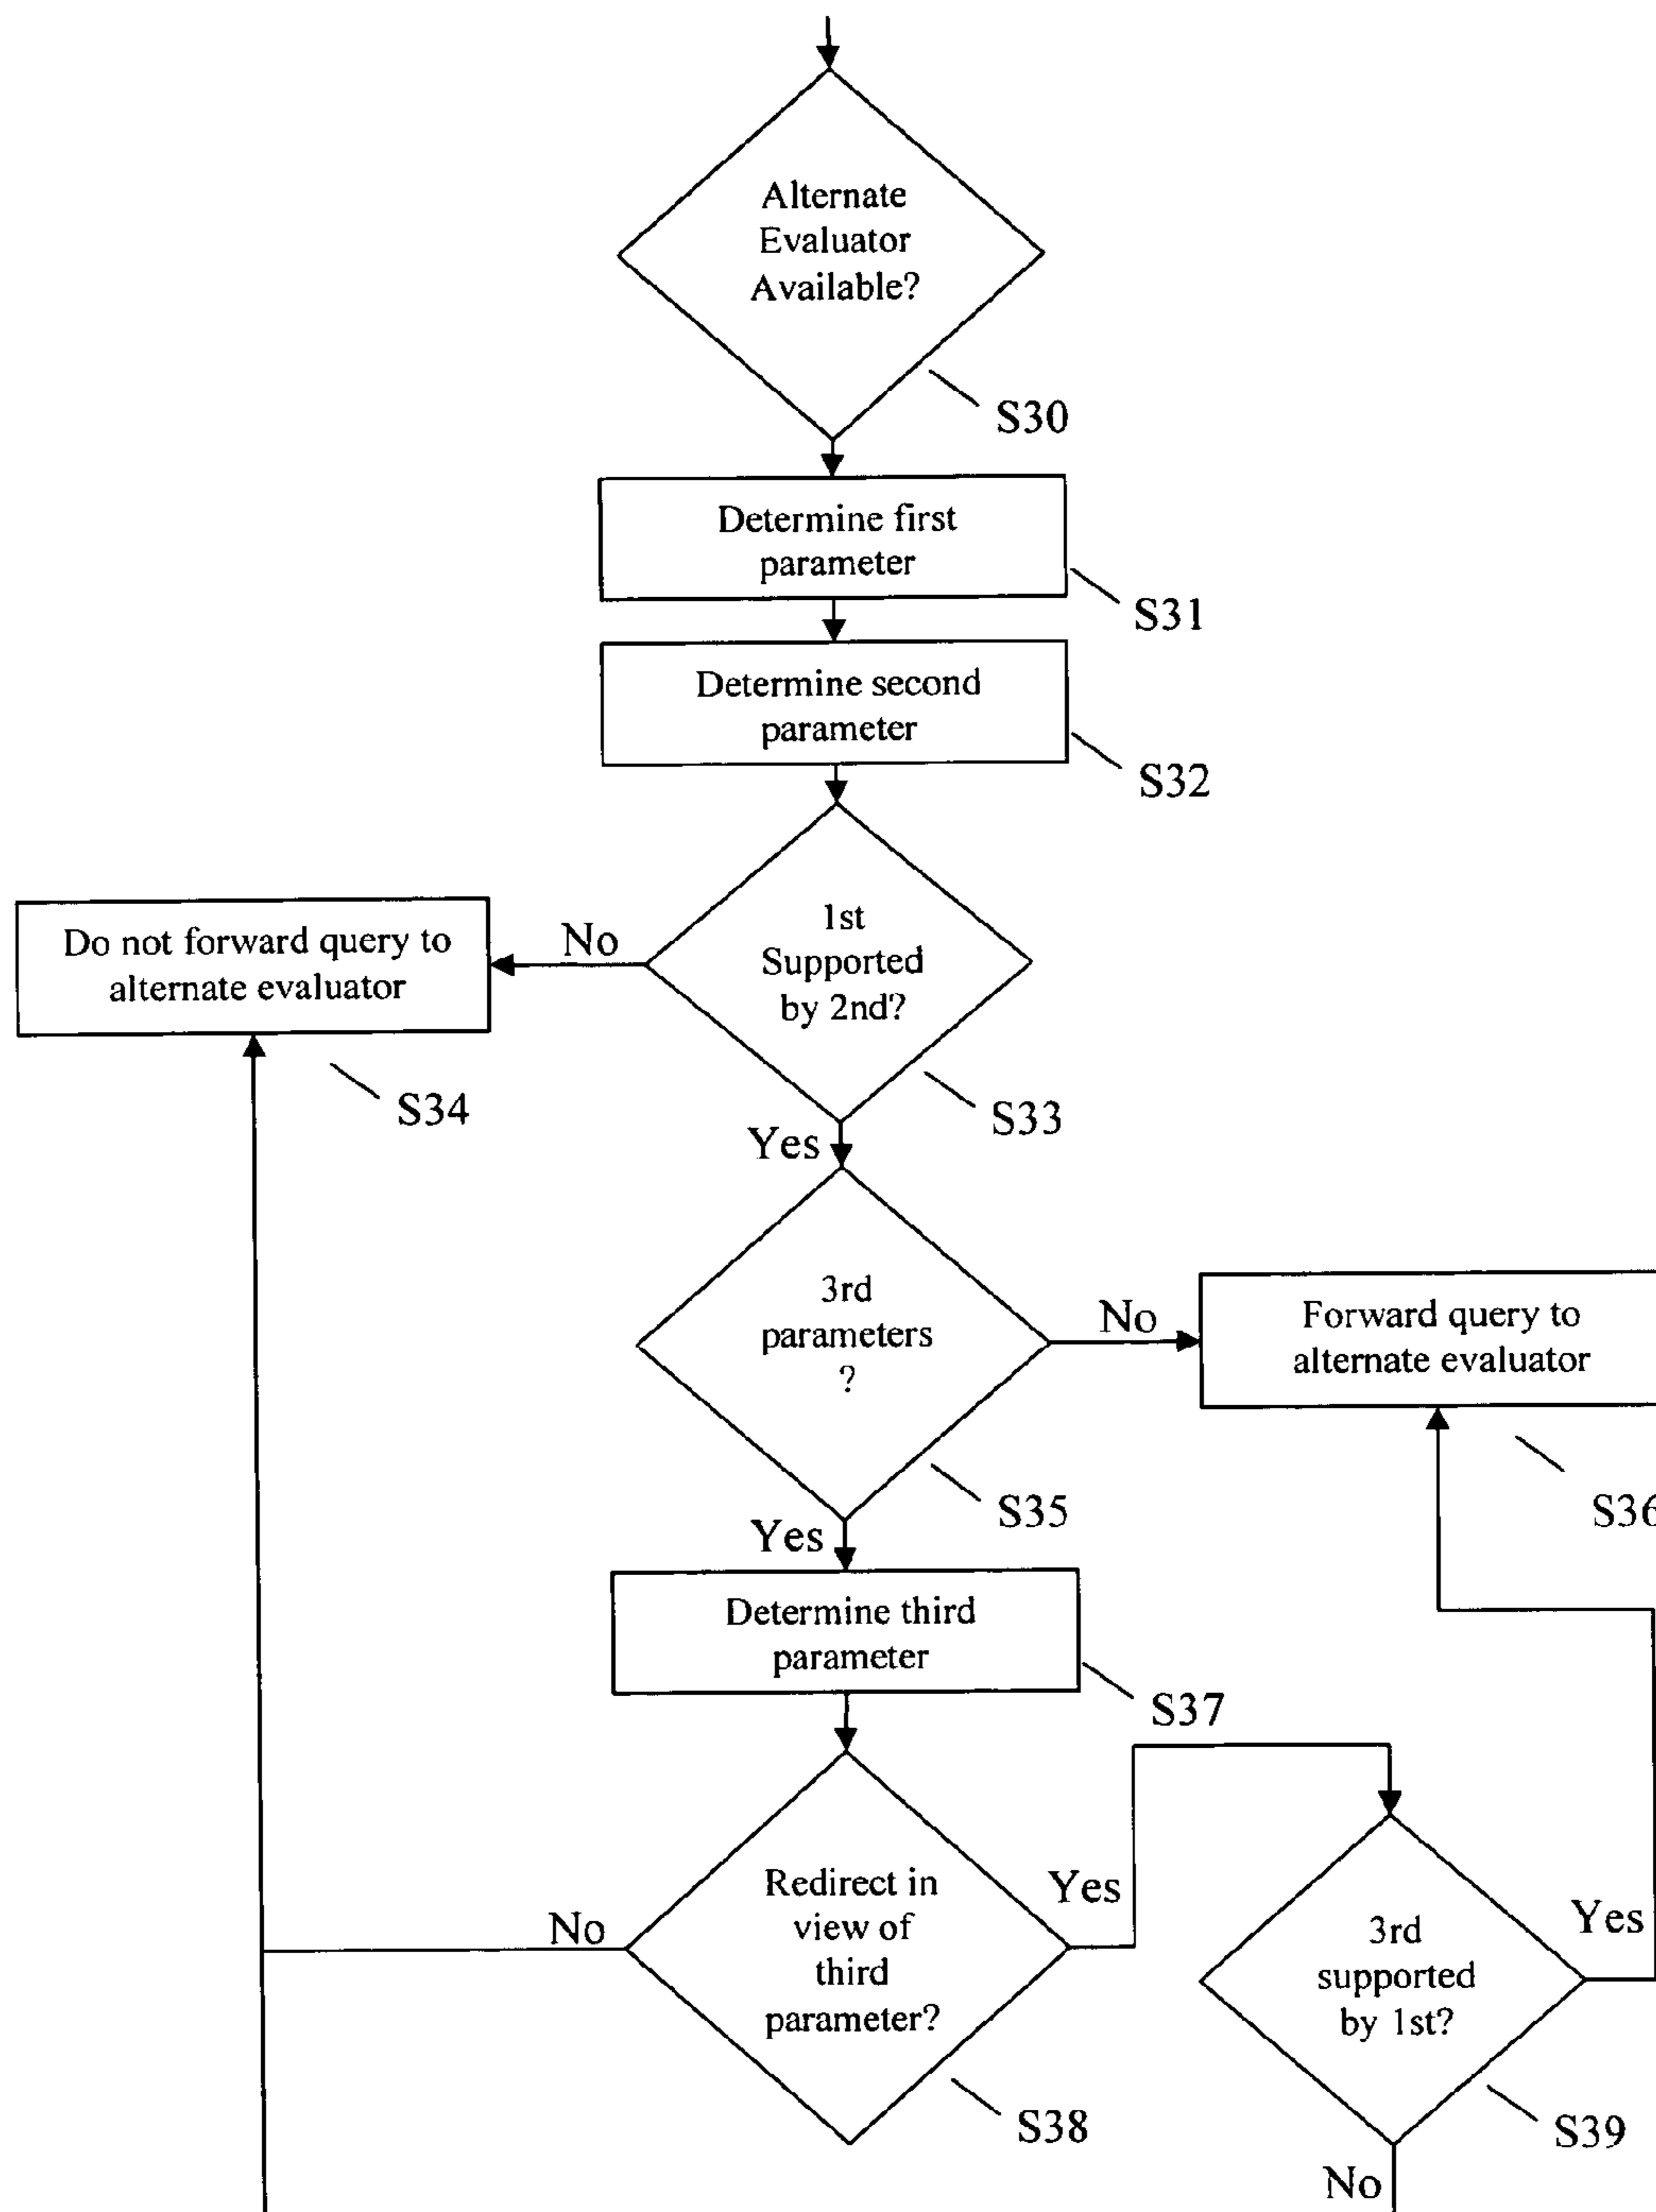 Alternate
Evaluator
Available?
S30
Determine first
parameter
S31
Determine second
parameter
S32
1st
Supported
by 2nd?
S33
No
Do not forward query to
alternate evaluator
S34
Yes
3rd
parameters
?
S35
No
Forward query to
alternate evaluator
S36
Yes
Determine third
parameter
S37
Redirect in
view of
third
parameter?
S38
No
Yes
3rd
supported
by 1st?
S39
Yes
No